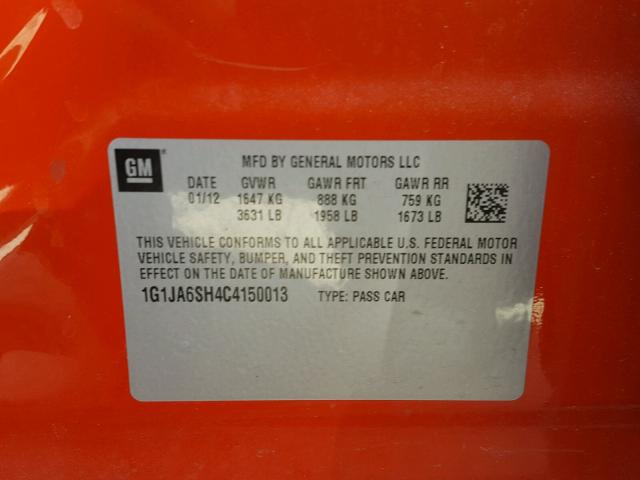 GM
MFD BY GENERAL MOTORS LLC
DATE GVWR GAWR FRT GAWR RR
01/12 1647 KG 888 KG 759 KG
3631 LB 1958 LB 1673 LB
THIS VEHICLE CONFORMS TO ALL APPLICABLE U.S. FEDERAL MOTOR
VEHICLE SAFETY, BUMPER, AND THEFT PREVENTION STANDARDS IN
EFFECT ON THE DATE OF MANUFACTURE SHOWN ABOVE.
1G1JA6SH4C4150013 TYPE: PASS CAR